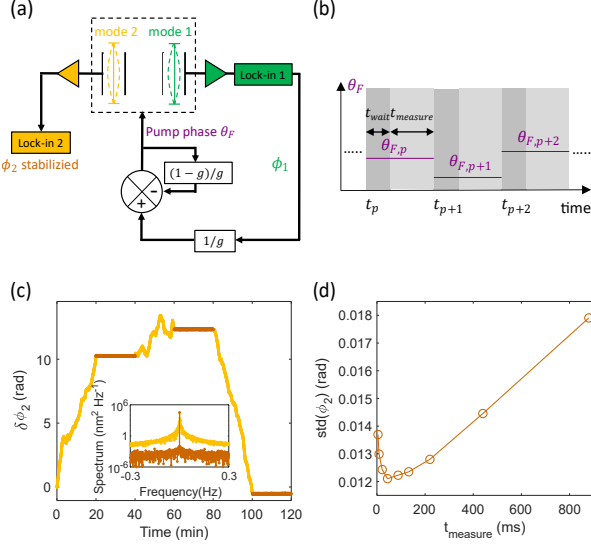 (a)
mode 2
mode 1
Lock-in 1
Lock-in 2
ϕ2 stabilizied
Pump phase θF
ϕ1
(1 − g)/g
−
+
1/g
(b)
θF
twait tmeasure
θF,p
θF,p+1
θF,p+2
.....
.....
tp
tp+1
tp+2
time
(c)
δϕ2 (rad)
10
5
0
0 20 40 60 80 100 120
Time (min)
Spectrum (nm2 Hz-1)
10^6
1
10^-6
-0.3 0 0.3
Frequency(Hz)
(d)
std(ϕ2) (rad)
0.018
0.017
0.016
0.015
0.014
0.013
0.012
0 200 400 600 800
tmeasure (ms)